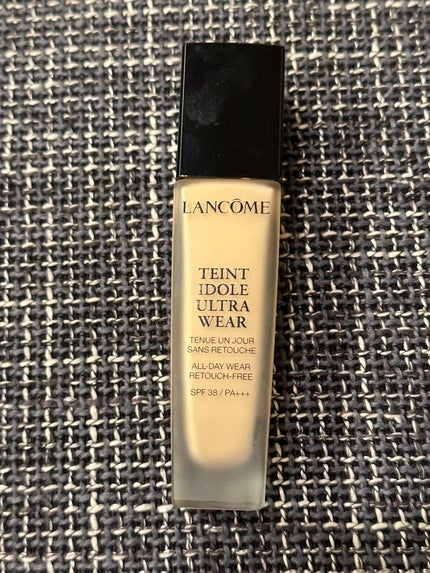 LANCÔME
TEINT
IDOLE
ULTRA
WEAR
TENUE UN JOUR
SANS RETOUCHE
ALL-DAY WEAR
RETOUCH-FREE
SPF 38 / PA+++